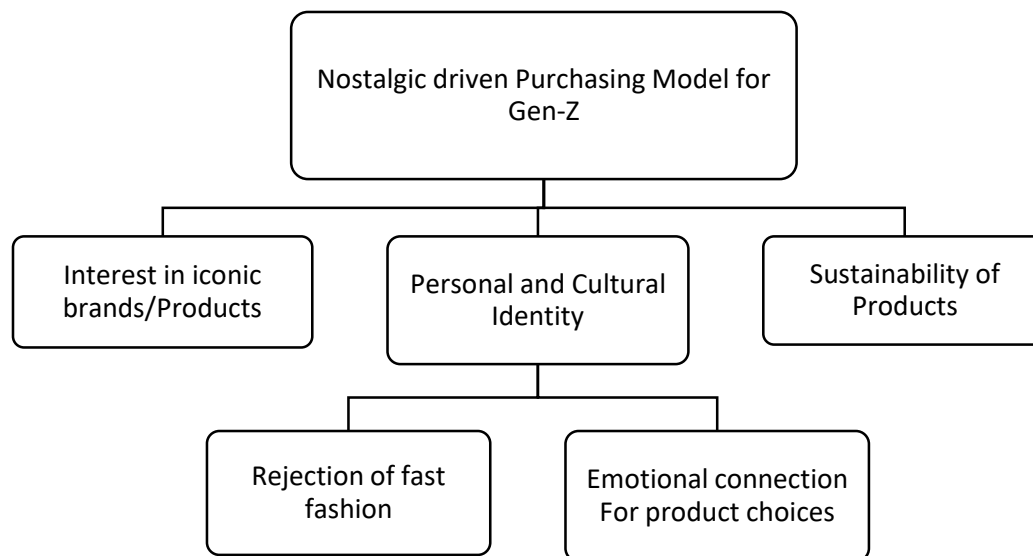 Nostalgic driven Purchasing Model for
Gen-Z
Interest in iconic
brands/Products
Personal and Cultural
Identity
Sustainability of
Products
Rejection of fast
fashion
Emotional connection
For product choices